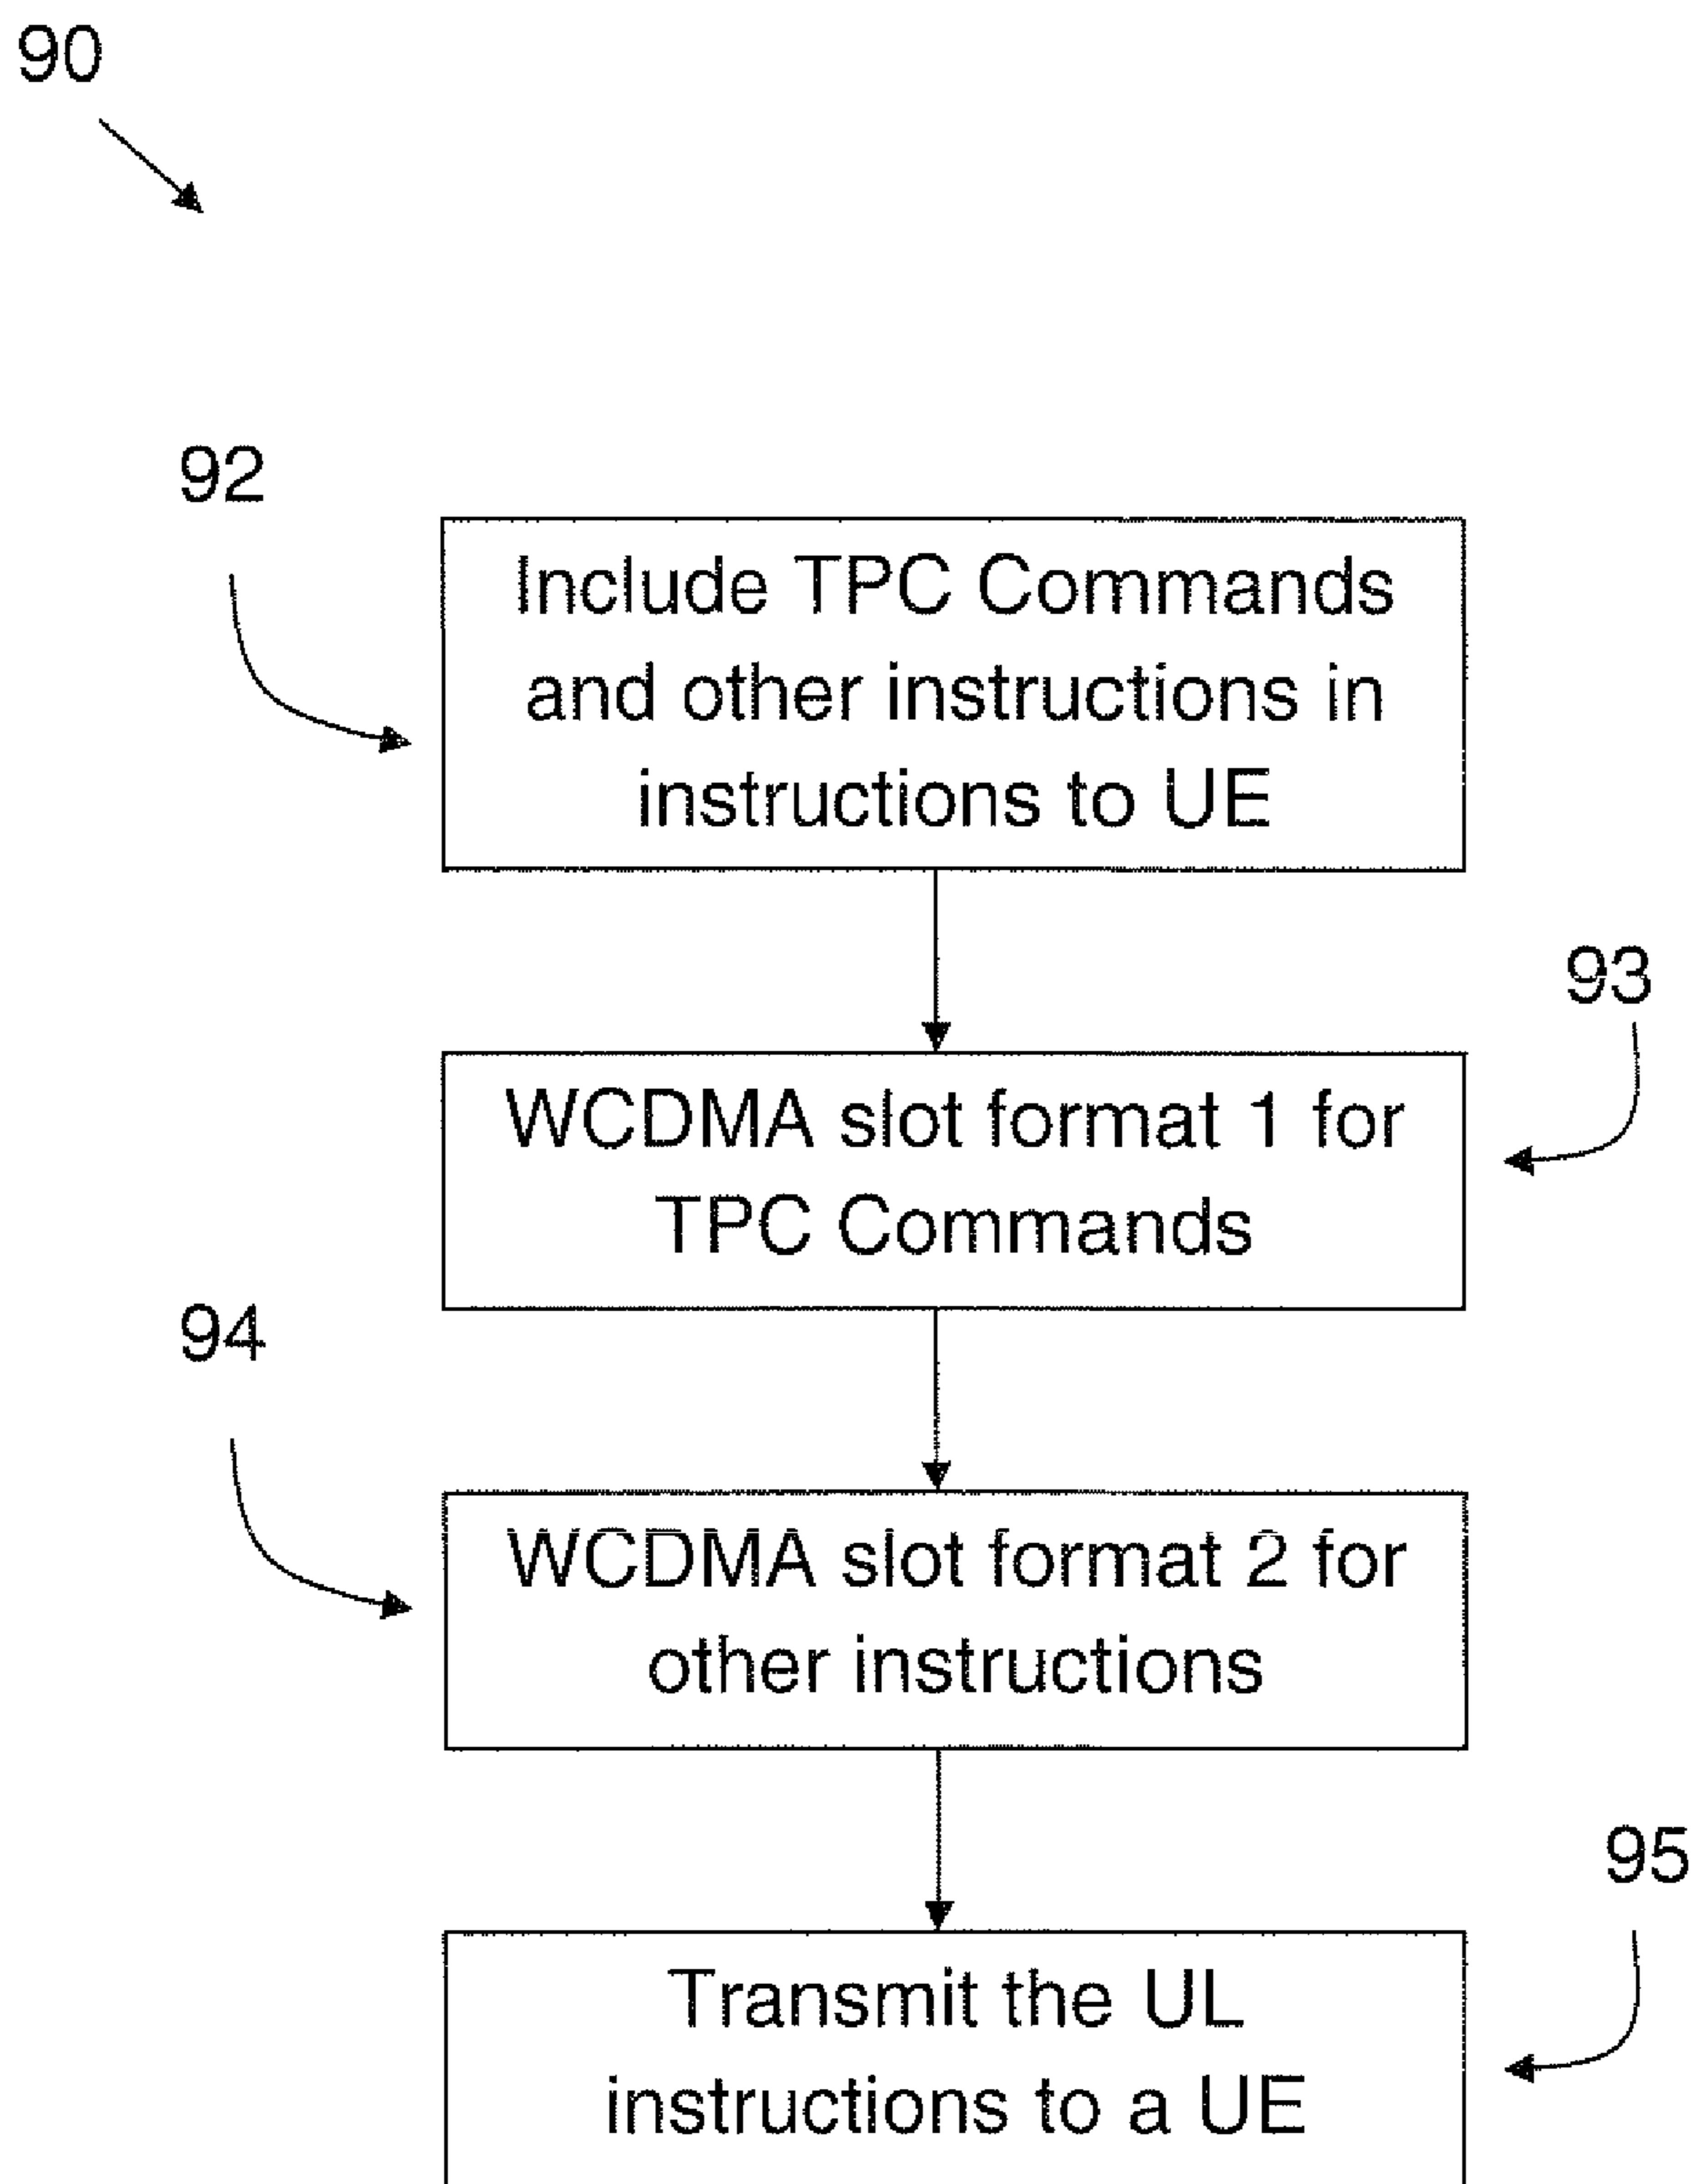 90
92
Include TPC Commands
and other instructions in
instructions to UE
93
WCDMA slot format 1 for
TPC Commands
94
WCDMA slot format 2 for
other instructions
95
Transmit the UL
instructions to a UE